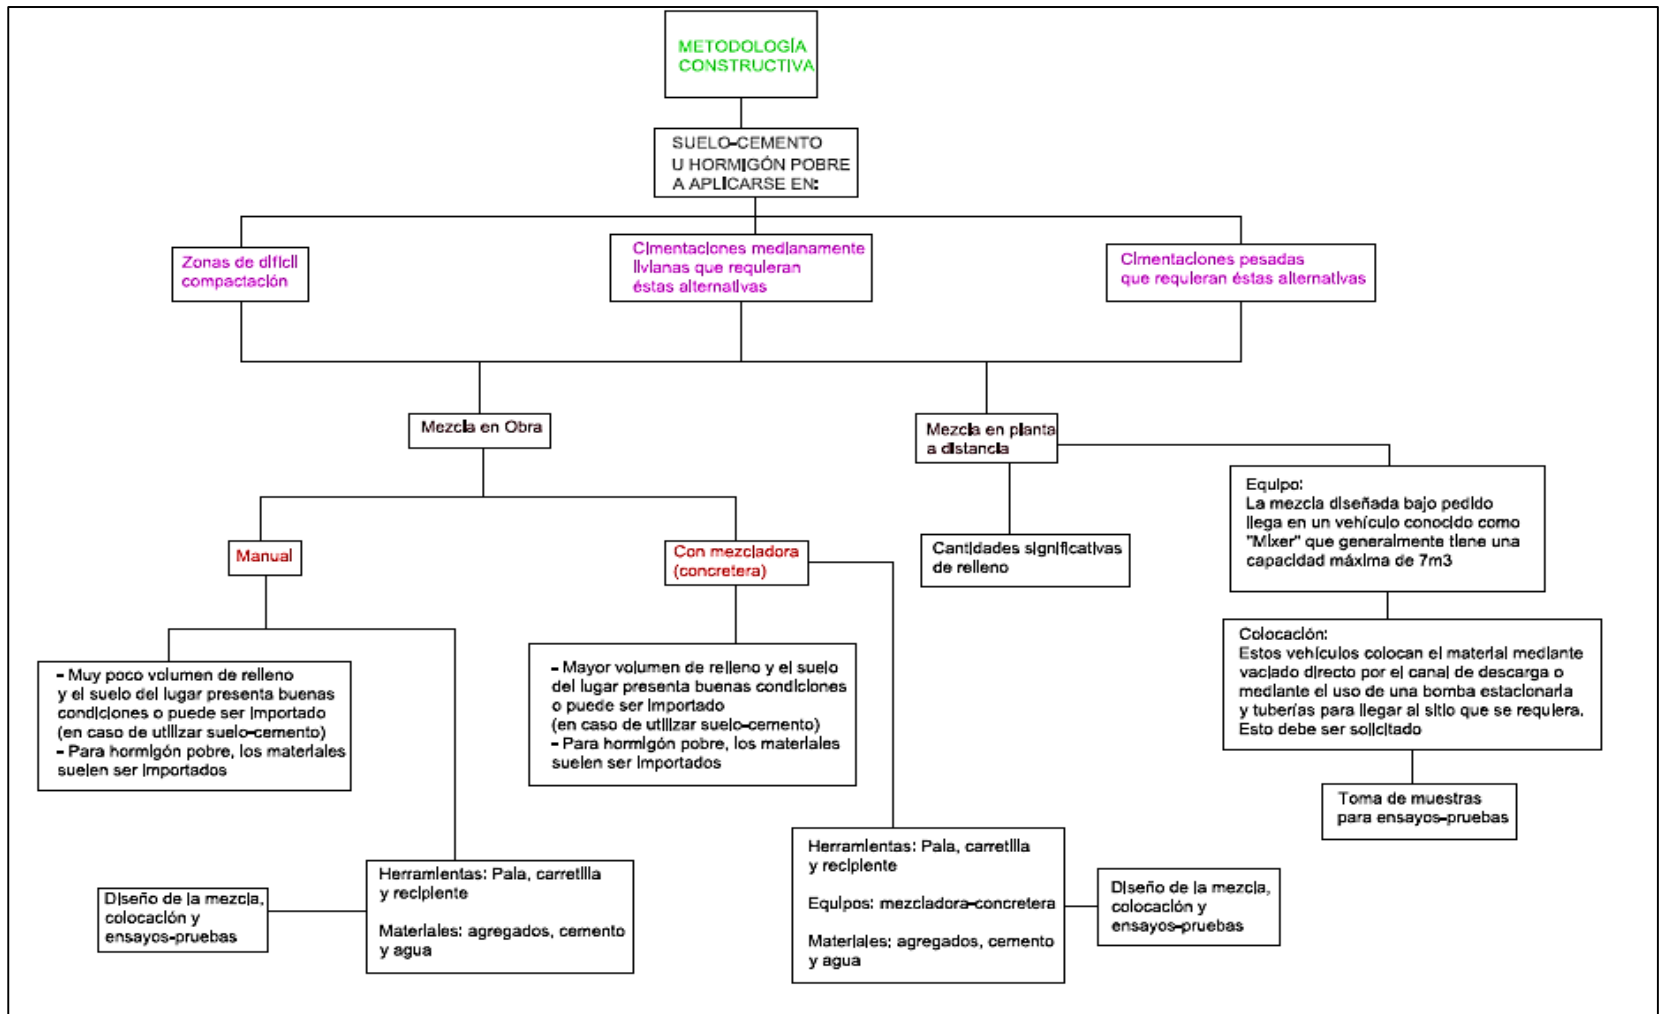 METODOLOGÍA
CONSTRUCTIVA
SUELO-CEMENTO
U HORMIGÓN POBRE
A APLICARSE EN:
Zonas de difícil
compactación
Cimentaciones medianamente
livianas que requieran
éstas alternativas
Cimentaciones pesadas
que requieran éstas alternativas
Mezcla en Obra
Mezcla en planta
a distancia
Manual
Con mezcladora
(concretera)
Cantidades significativas
de relleno
Equipo:
La mezcla diseñada bajo pedido
llega en un vehículo conocido como
"Mixer" que generalmente tiene una
capacidad máxima de 7m3
- Muy poco volumen de relleno
y el suelo del lugar presenta buenas
condiciones o puede ser importado
(en caso de utilizar suelo-cemento)
- Para hormigón pobre, los materiales
suelen ser importados
- Mayor volumen de relleno y el suelo
del lugar presenta buenas condiciones
o puede ser importado
(en caso de utilizar suelo-cemento)
- Para hormigón pobre, los materiales
suelen ser importados
Colocación:
Estos vehículos colocan el material mediante
vaciado directo por el canal de descarga o
mediante el uso de una bomba estacionaria
y tuberías para llegar al sitio que se requiera.
Esto debe ser solicitado
Toma de muestras
para ensayos-pruebas
Diseño de la mezcla,
colocación y
ensayos-pruebas
Herramientas: Pala, carretilla
y recipiente
Materiales: agregados, cemento
y agua
Herramientas: Pala, carretilla
y recipiente
Equipos: mezcladora-concretera
Materiales: agregados, cemento
y agua
Diseño de la mezcla,
colocación y
ensayos-pruebas